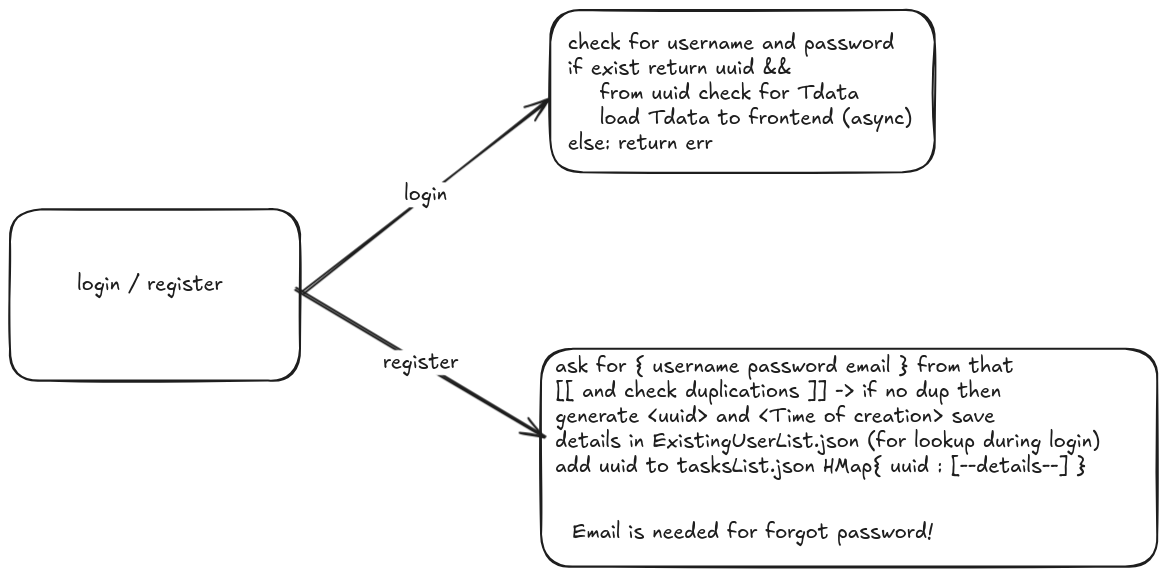 check for username and password
if exist return uuid &&
from uuid check for Tdata
load Tdata to frontend (async)
else: return err
login
login / register
register
ask for { username password email } from that
[[ and check duplications ]] -> if no dup then
generate <uuid> and <Time of creation> save
details in ExistingUserList.json (for lookup during login)
add uuid to tasksList.json HMap{ uuid : [--details--] }
Email is needed for forgot password!